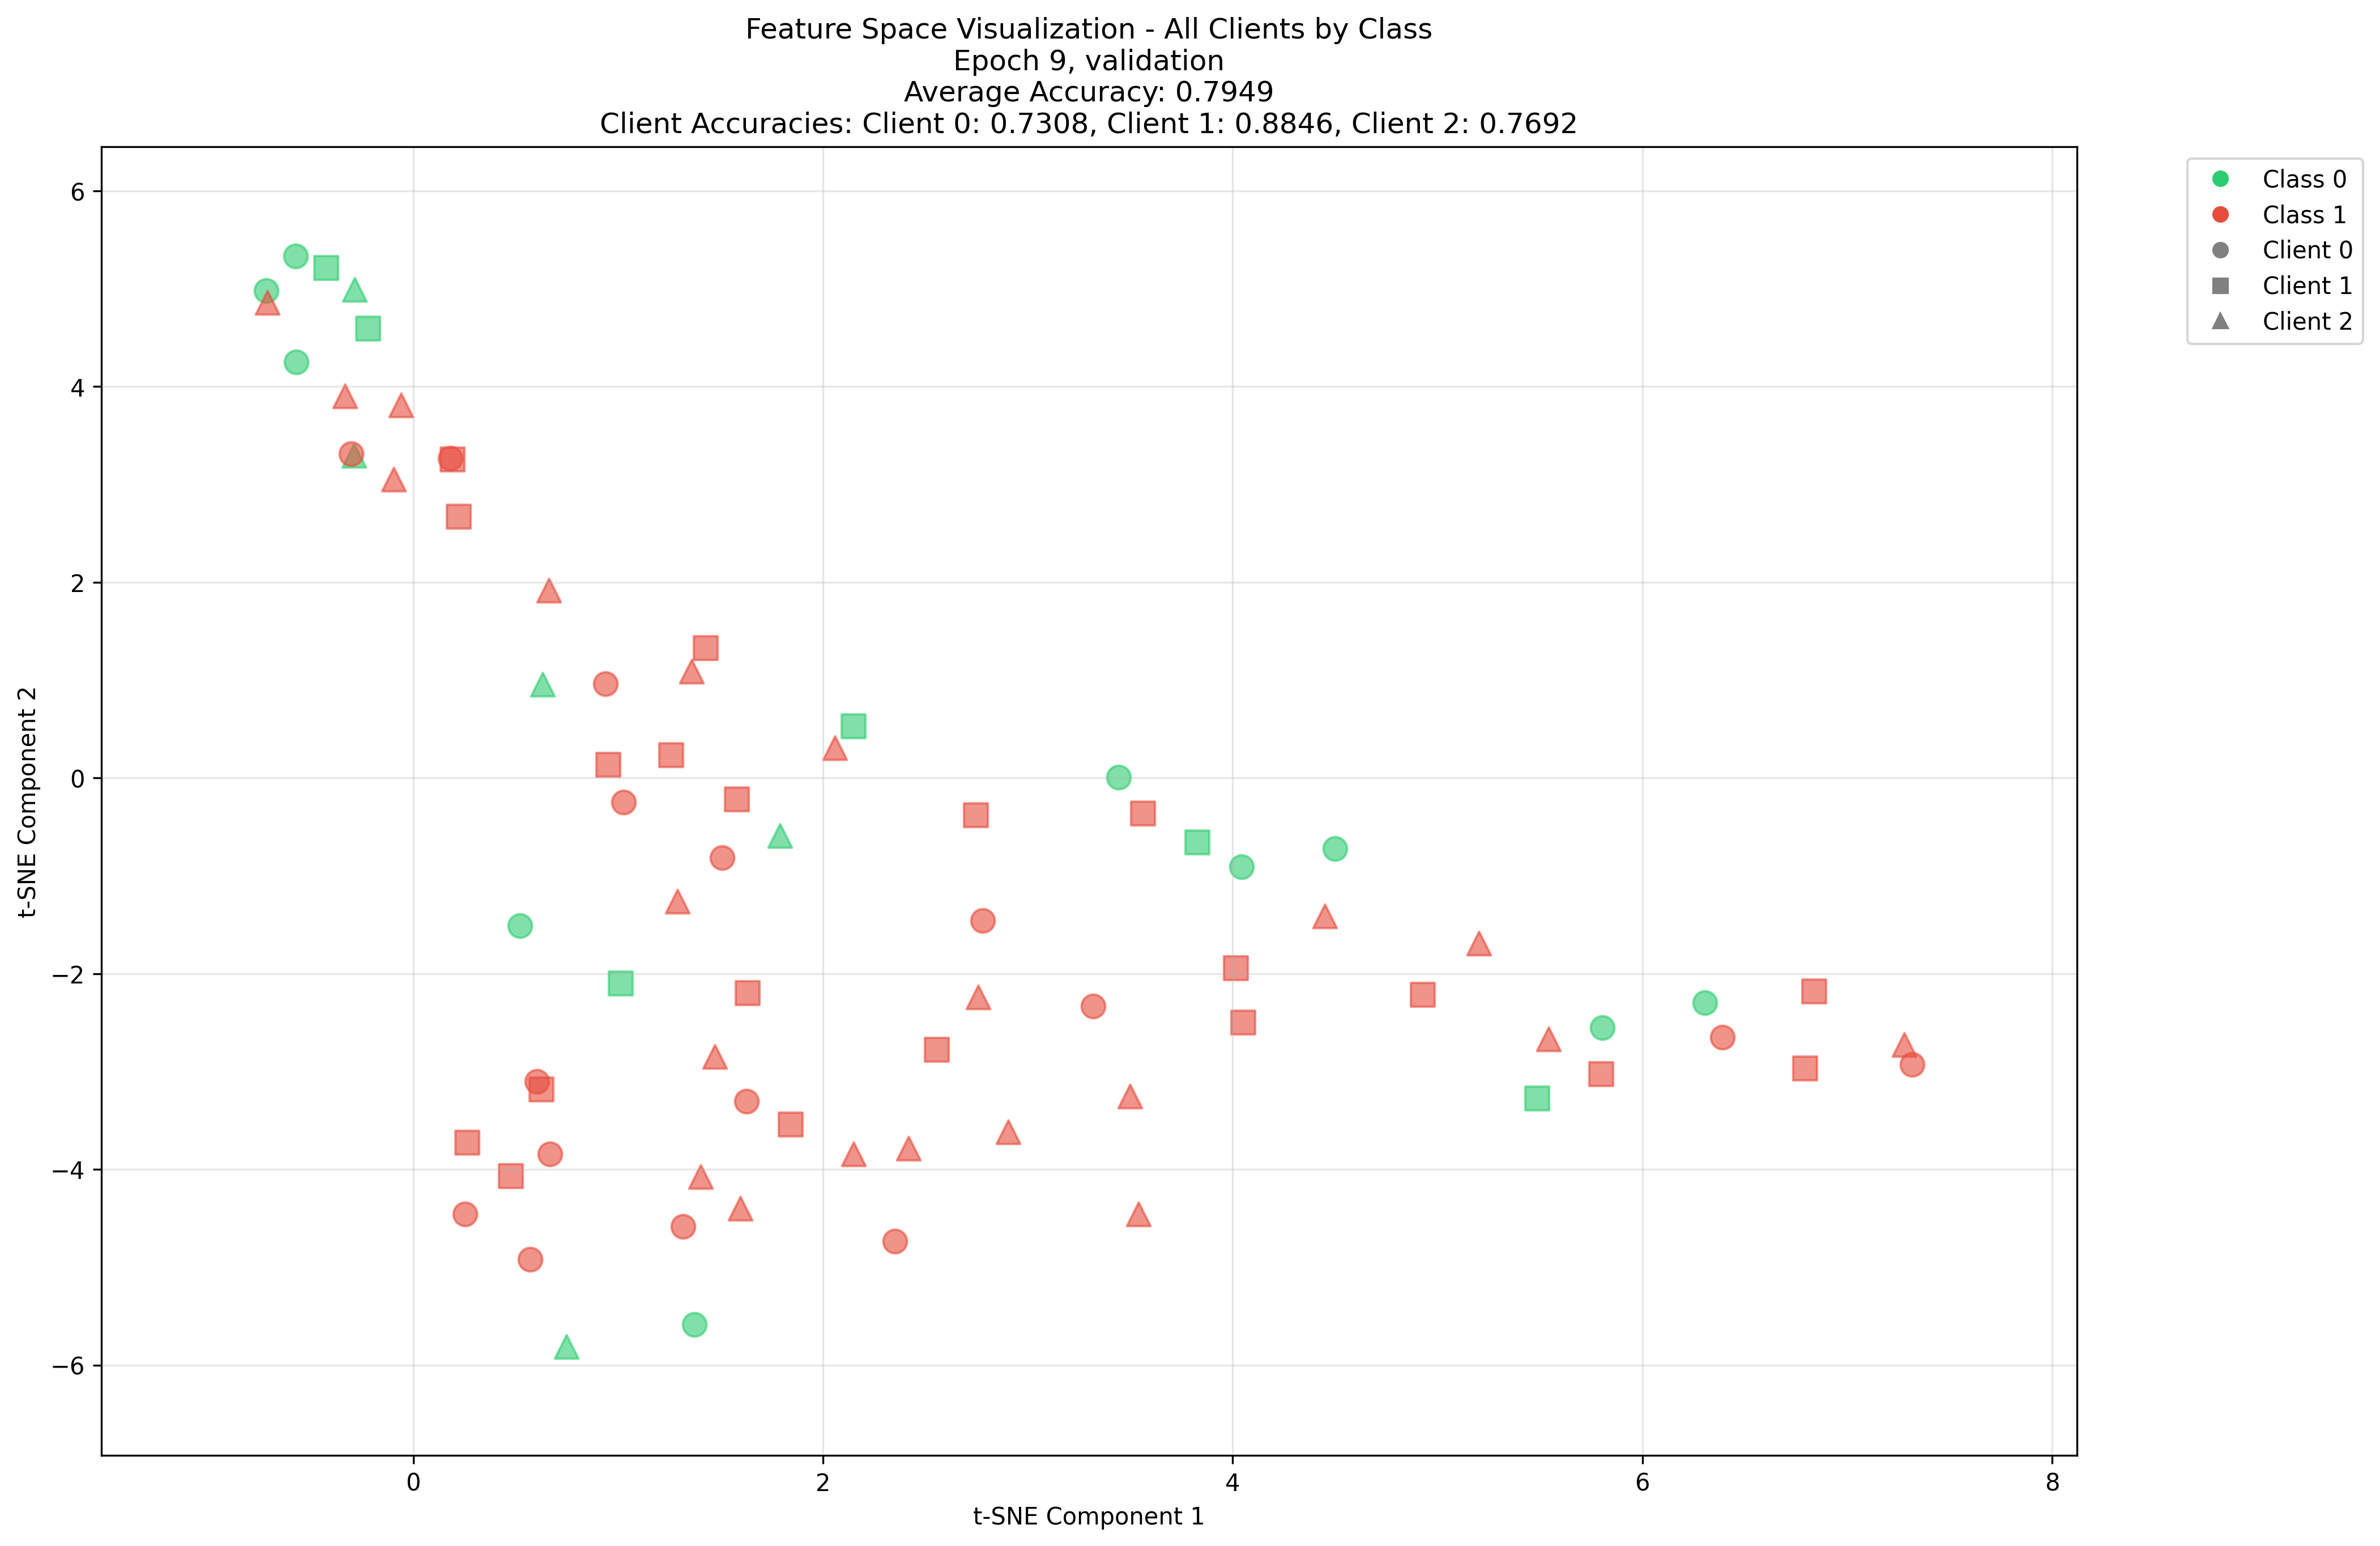 Feature Space Visualization - All Clients by Class
Epoch 9, validation
Average Accuracy: 0.7949
Client Accuracies: Client 0: 0.7308, Client 1: 0.8846, Client 2: 0.7692
Class 0
Class 1
Client 0
Client 1
Client 2
t-SNE Component 2
6
4
2
0
−2
−4
−6
0
2
4
6
8
t-SNE Component 1